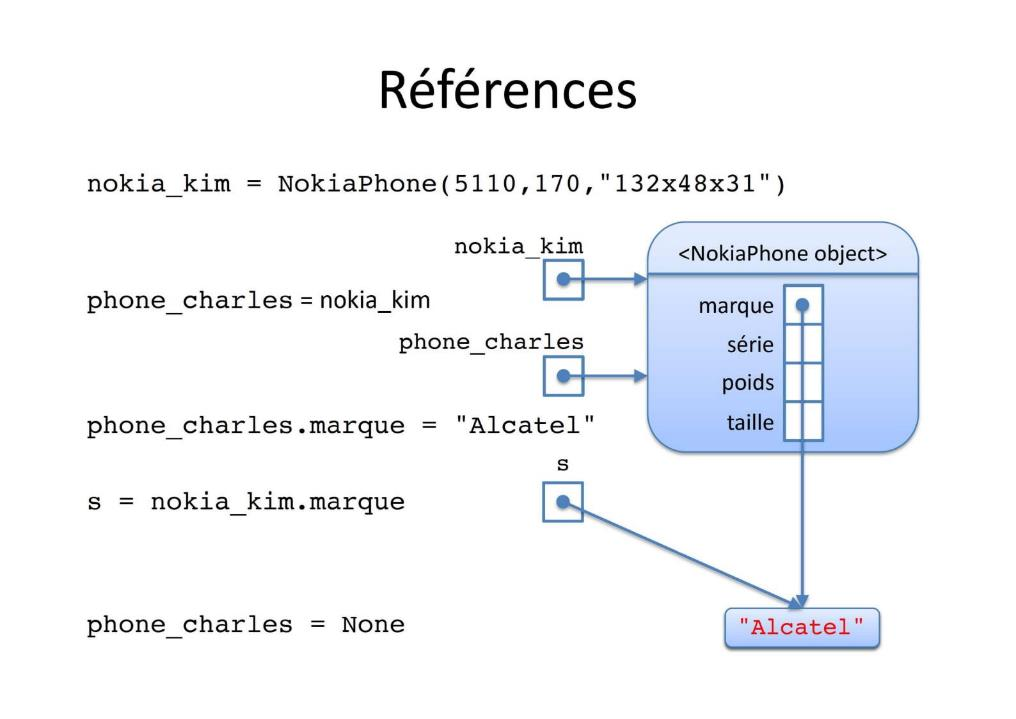 Références
nokia_kim = NokiaPhone(5110,170,"132x48x31")
nokia_kim
<NokiaPhone object>
phone_charles = nokia_kim
marque
phone_charles
série
poids
taille
phone_charles.marque = "Alcatel"
s
s = nokia_kim.marque
phone_charles = None
"Alcatel"